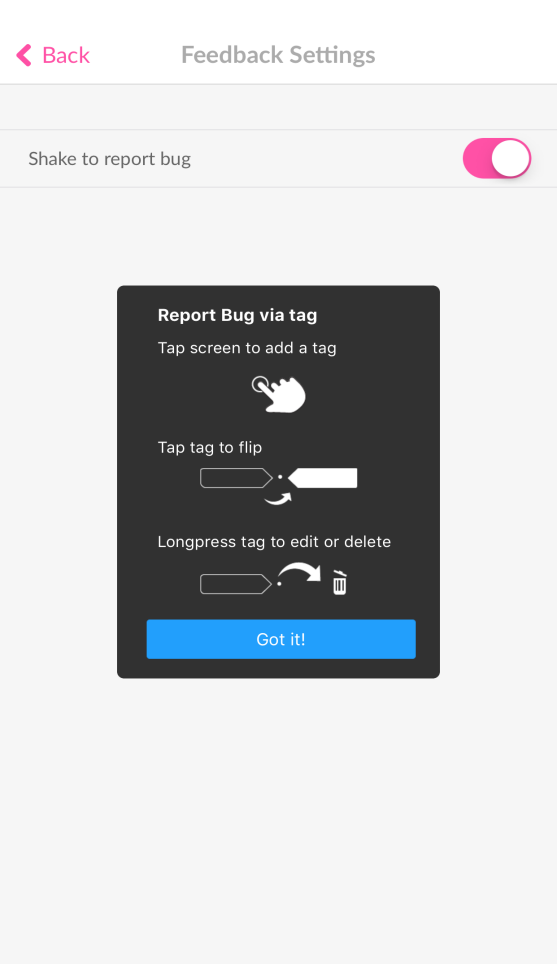 Back
Feedback Settings
Shake to report bug
Report Bug via tag
Tap screen to add a tag
Tap tag to flip
Longpress tag to edit or delete
Got it!